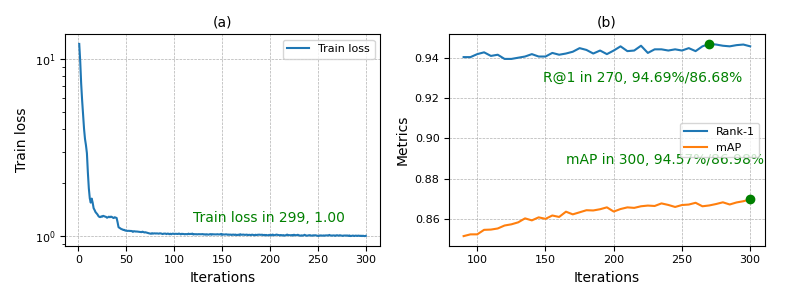 (a)
Train loss
10¹
10⁰
Train loss
Train loss in 299, 1.00
0 50 100 150 200 250 300
Iterations
(b)
Metrics
0.94
0.92
0.90
0.88
0.86
R@1 in 270, 94.69%/86.68%
Rank-1
mAP
mAP in 300, 94.57%/86.98%
100 150 200 250 300
Iterations